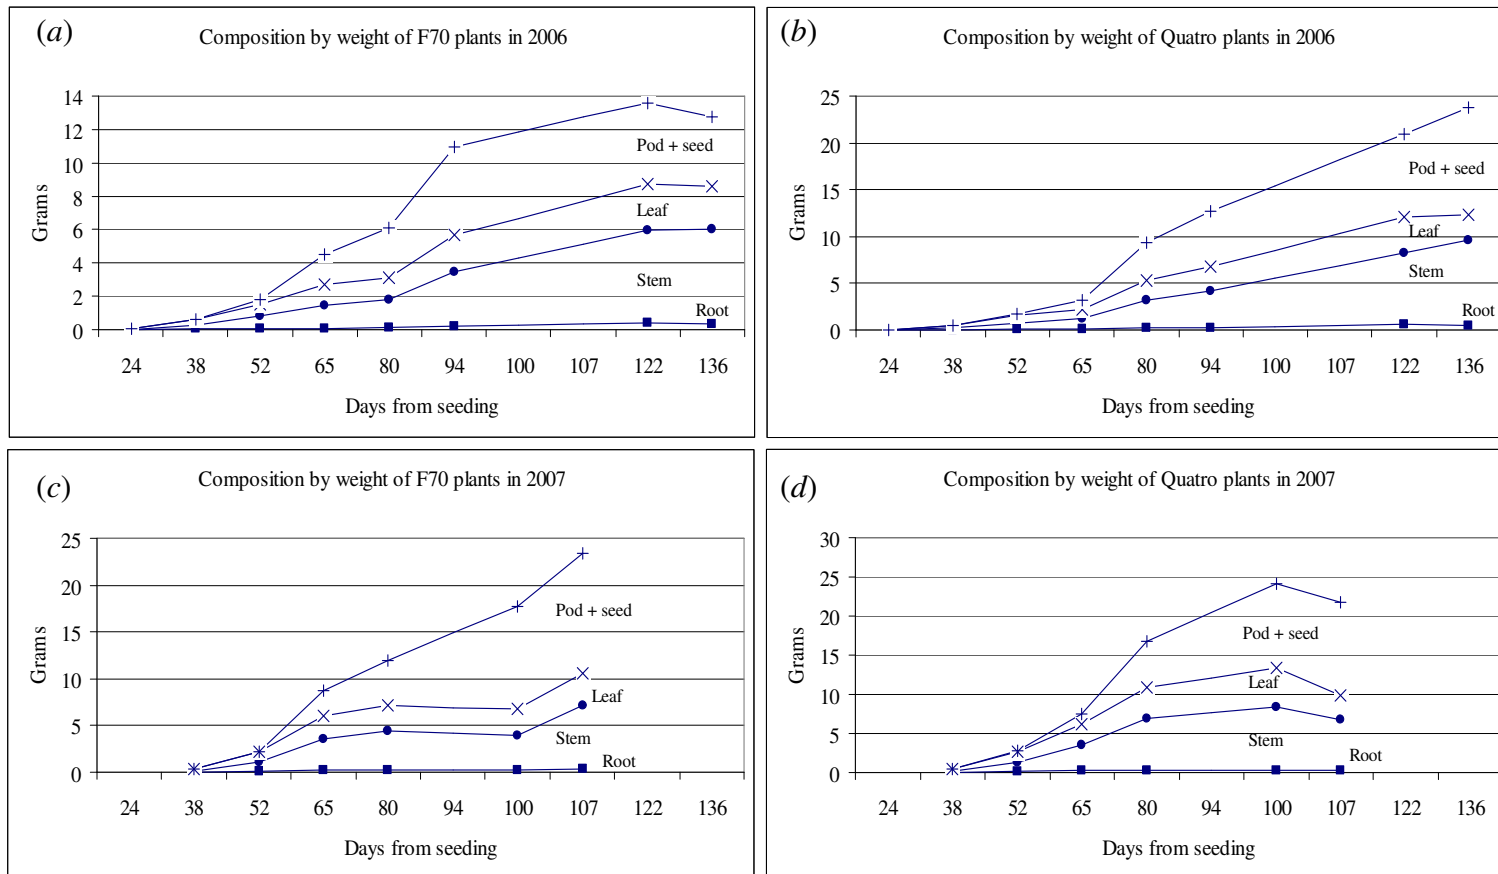 (a)
Composition by weight of F70 plants in 2006
14
12
10
8
6
4
2
0
Grams
Pod + seed
Leaf
Stem
Root
24 38 52 65 80 94 100 107 122 136
Days from seeding
(b)
Composition by weight of Quatro plants in 2006
25
20
15
10
5
0
Grams
Pod + seed
Leaf
Stem
Root
24 38 52 65 80 94 100 107 122 136
Days from seeding
(c)
Composition by weight of F70 plants in 2007
25
20
15
10
5
0
Grams
Pod + seed
Leaf
Stem
Root
24 38 52 65 80 94 100 107 122 136
Days from seeding
(d)
Composition by weight of Quatro plants in 2007
30
25
20
15
10
5
0
Grams
Pod + seed
Leaf
Stem
Root
24 38 52 65 80 94 100 107 122 136
Days from seeding